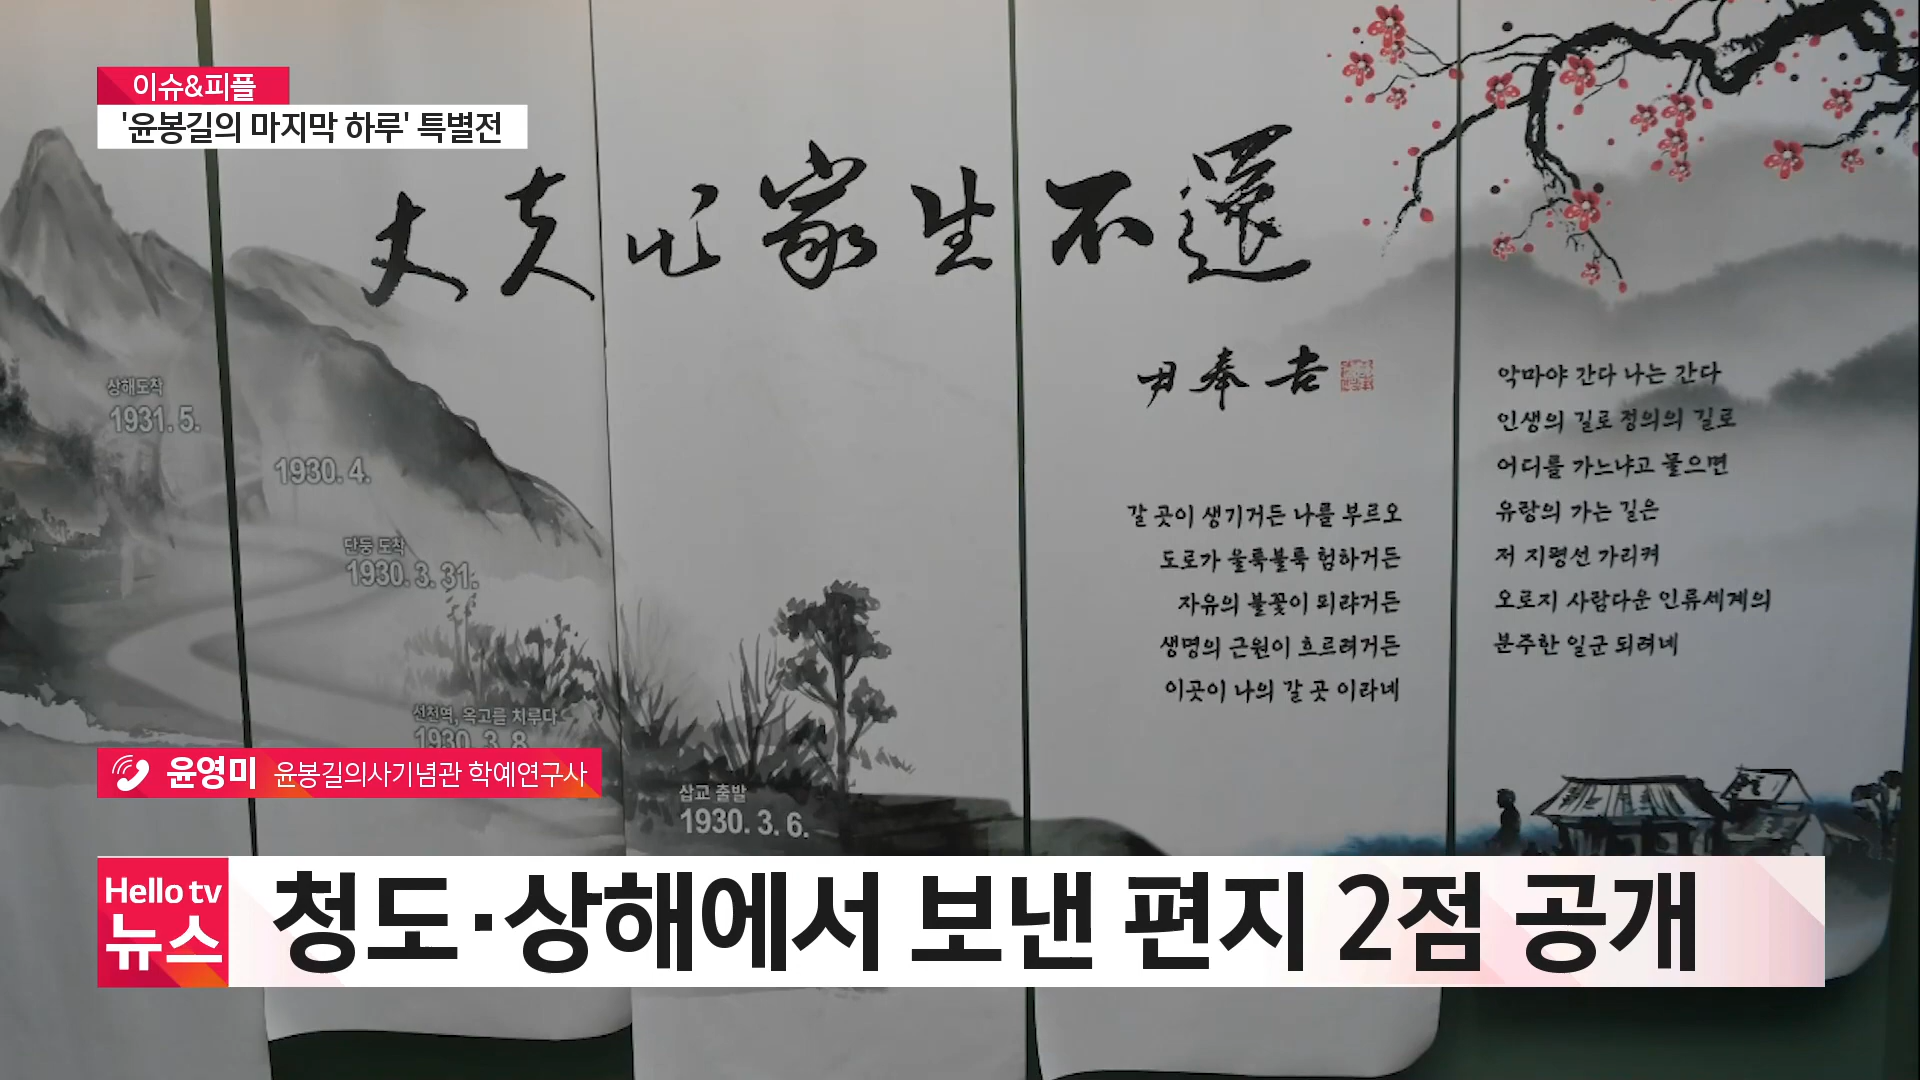 이슈&피플
'윤봉길의 마지막 하루' 특별전
丈夫出家生不還
尹奉吉
상해도착
1931. 5.
1930. 4.
단둥 도착
1930. 3. 31.
선천역, 옥고를 치루다
1930. 3. 8.
삽교 출발
1930. 3. 6.
갈 곳이 생기거든 나를 부르오
도로가 울룩불룩 험하거든
자유의 불꽃이 피랴거든
생명의 근원이 흐르려거든
이곳이 나의 갈 곳 이라네
악마야 간다 나는 간다
인생의 길로 정의의 길로
어디를 가느냐고 물으면
유랑의 가는 길은
저 지평선 가리켜
오로지 사람다운 인류세계의
분주한 일군 되려네
윤영미 윤봉길의사기념관 학예연구사
Hello tv
뉴스
청도·상해에서 보낸 편지 2점 공개